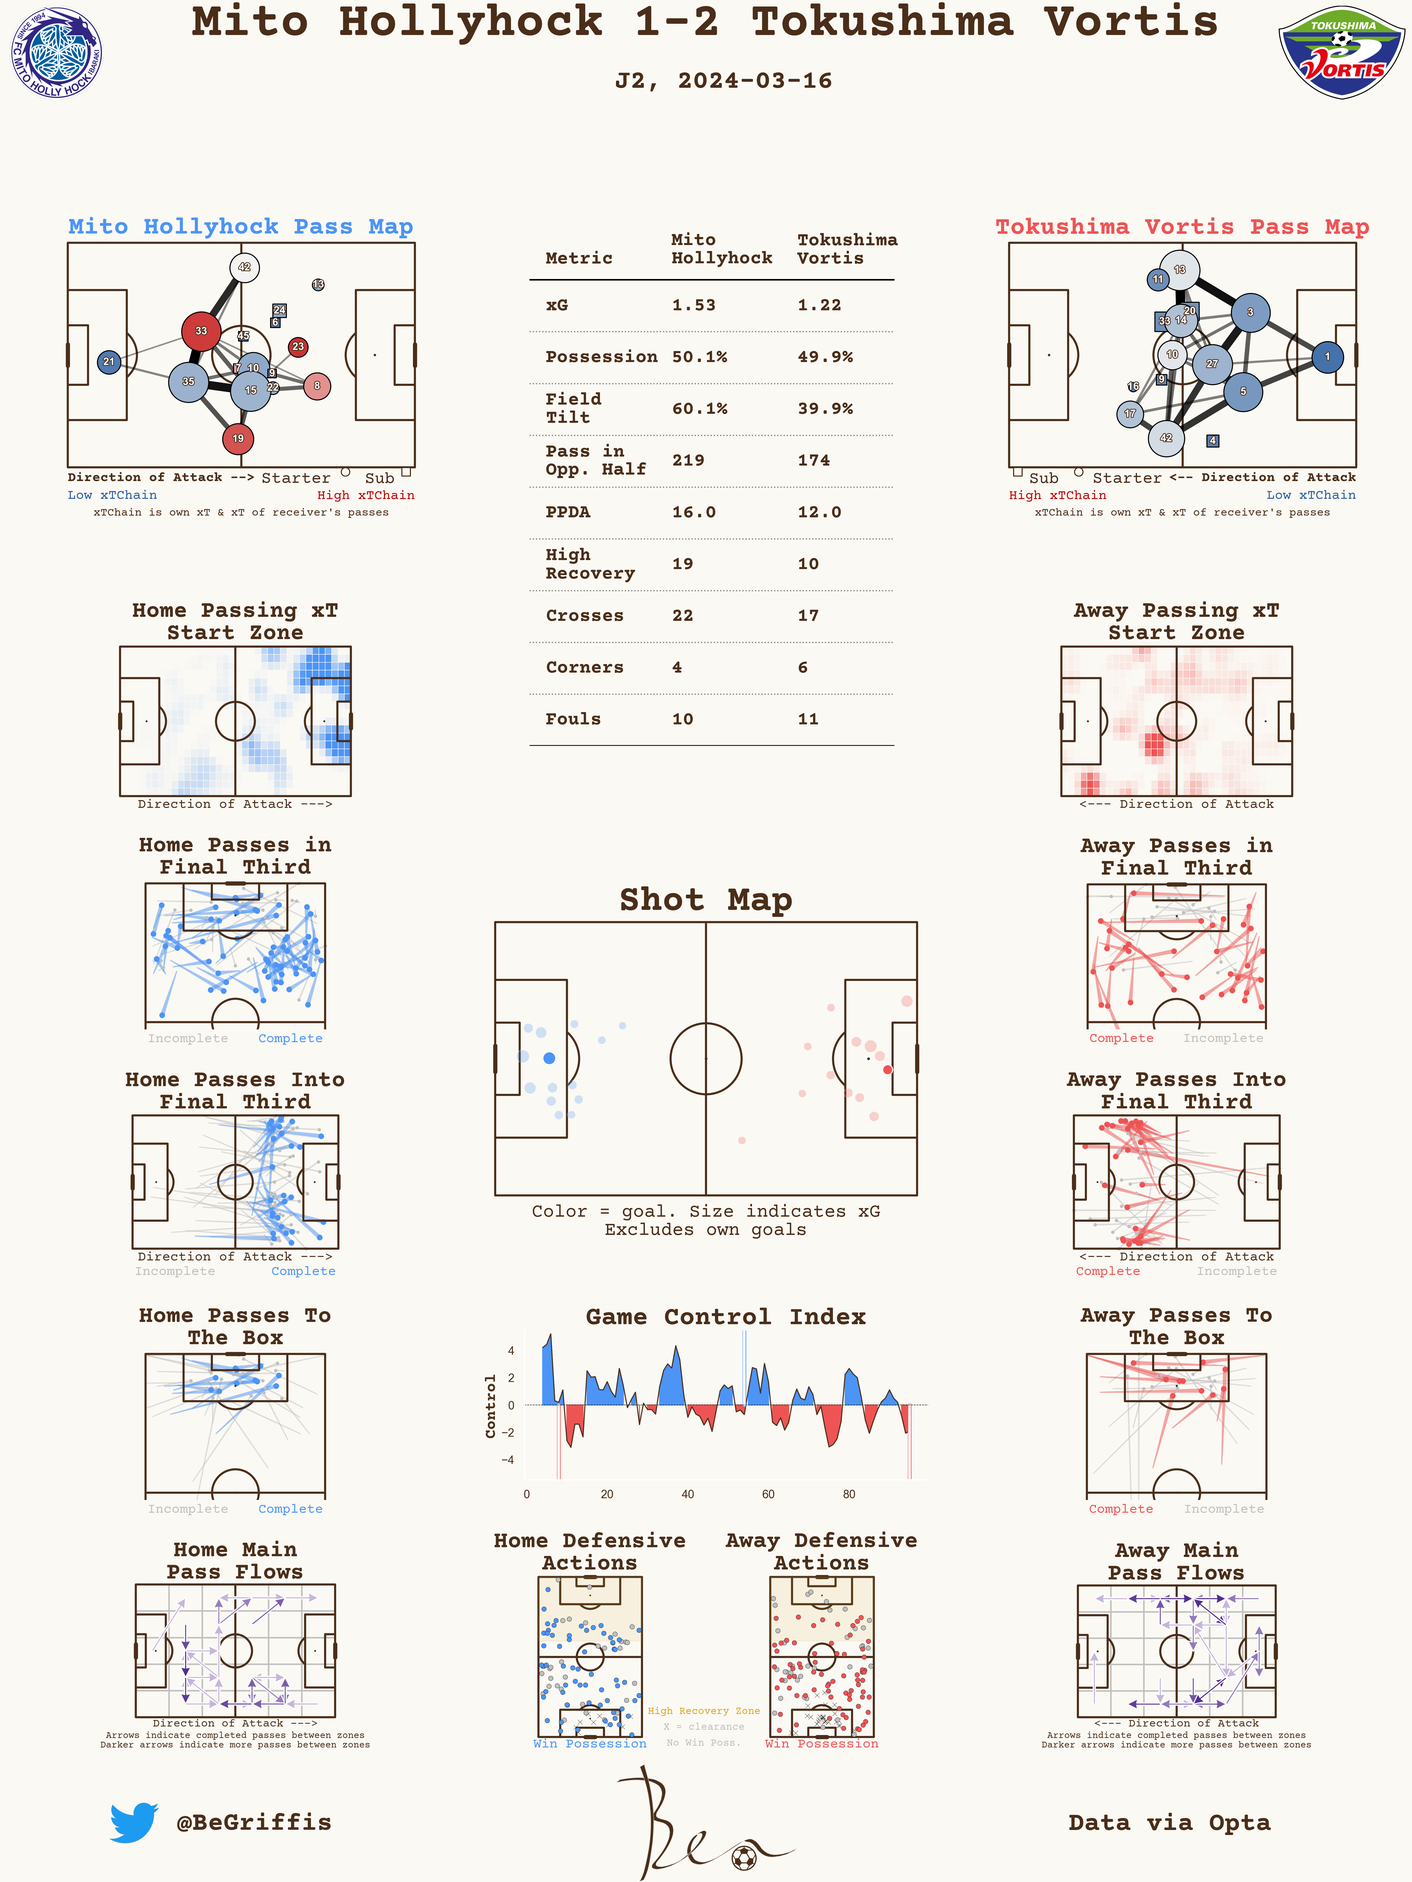 Mito Hollyhock 1-2 Tokushima Vortis
J2, 2024-03-16
SINCE 1994
FC MITO HOLLY HOCK
IBARAKI
TOKUSHIMA
VORTIS
Mito Hollyhock Pass Map
42
13
24
6
33
45
23
21
7
10
9
35
15
22
8
19
Direction of Attack --> Starter Sub
Low xTChain High xTChain
xTChain is own xT & xT of receiver's passes
Metric Mito Hollyhock Tokushima Vortis
xG 1.53 1.22
Possession 50.1% 49.9%
Field Tilt 60.1% 39.9%
Pass in Opp. Half 219 174
PPDA 16.0 12.0
High Recovery 19 10
Crosses 22 17
Corners 4 6
Fouls 10 11
Tokushima Vortis Pass Map
13
11
20
33
14
3
10
27
1
16
9
5
17
42
4
Sub Starter <-- Direction of Attack
High xTChain Low xTChain
xTChain is own xT & xT of receiver's passes
Home Passing xT
Start Zone
Direction of Attack --->
Away Passing xT
Start Zone
<--- Direction of Attack
Home Passes in
Final Third
Incomplete Complete
Away Passes in
Final Third
Complete Incomplete
Shot Map
Color = goal. Size indicates xG
Excludes own goals
Home Passes Into
Final Third
Direction of Attack --->
Incomplete Complete
Away Passes Into
Final Third
<--- Direction of Attack
Complete Incomplete
Home Passes To
The Box
Incomplete Complete
Game Control Index
Control
4
2
0
−2
−4
0 20 40 60 80
Away Passes To
The Box
Complete Incomplete
Home Main
Pass Flows
Direction of Attack --->
Arrows indicate completed passes between zones
Darker arrows indicate more passes between zones
Home Defensive
Actions
Win Possession
High Recovery Zone
X = clearance
No Win Poss.
Away Defensive
Actions
Win Possession
Away Main
Pass Flows
<--- Direction of Attack
Arrows indicate completed passes between zones
Darker arrows indicate more passes between zones
@BeGriffis
Ben
Data via Opta